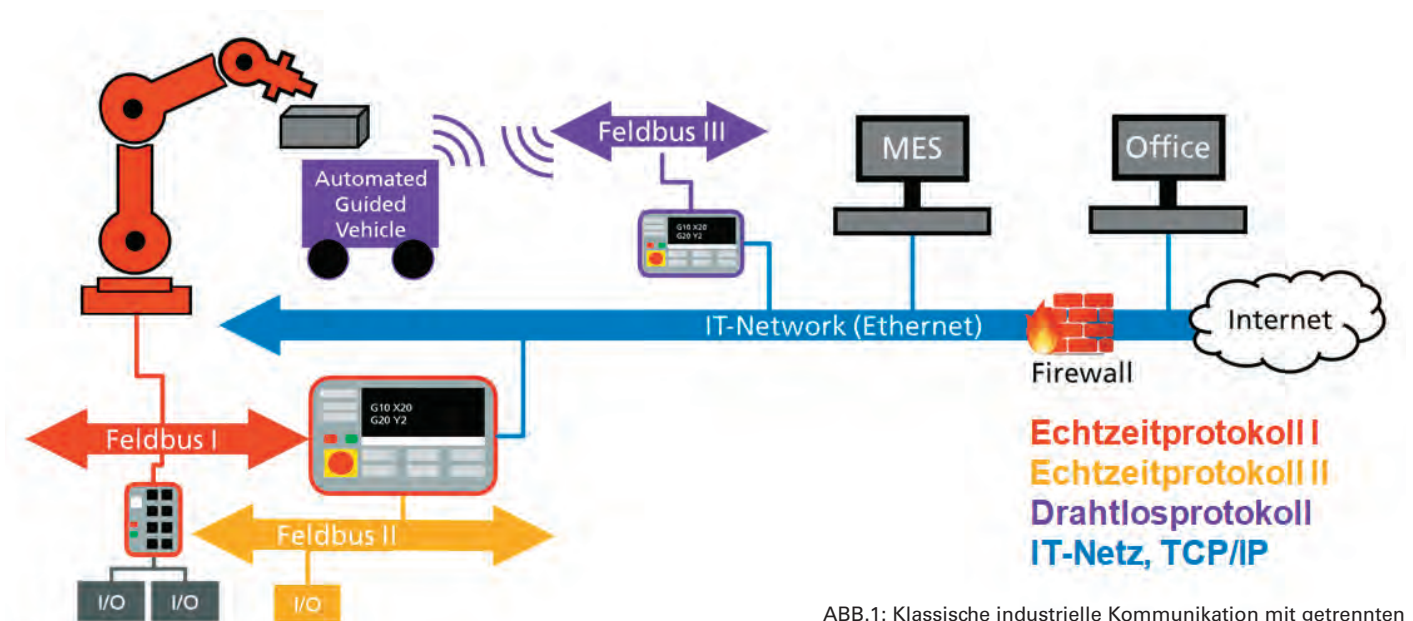 Feldbus III
MES
Office
Automated
Guided
Vehicle
G10 X20
G20 Y2
IT-Network (Ethernet)
Internet
Firewall
G10 X20
G20 Y2
Feldbus I
Feldbus II
I/O
I/O
I/O
Echtzeitprotokoll I
Echtzeitprotokoll II
Drahtlosprotokoll
IT-Netz, TCP/IP
ABB.1: Klassische industrielle Kommunikation mit getrennten